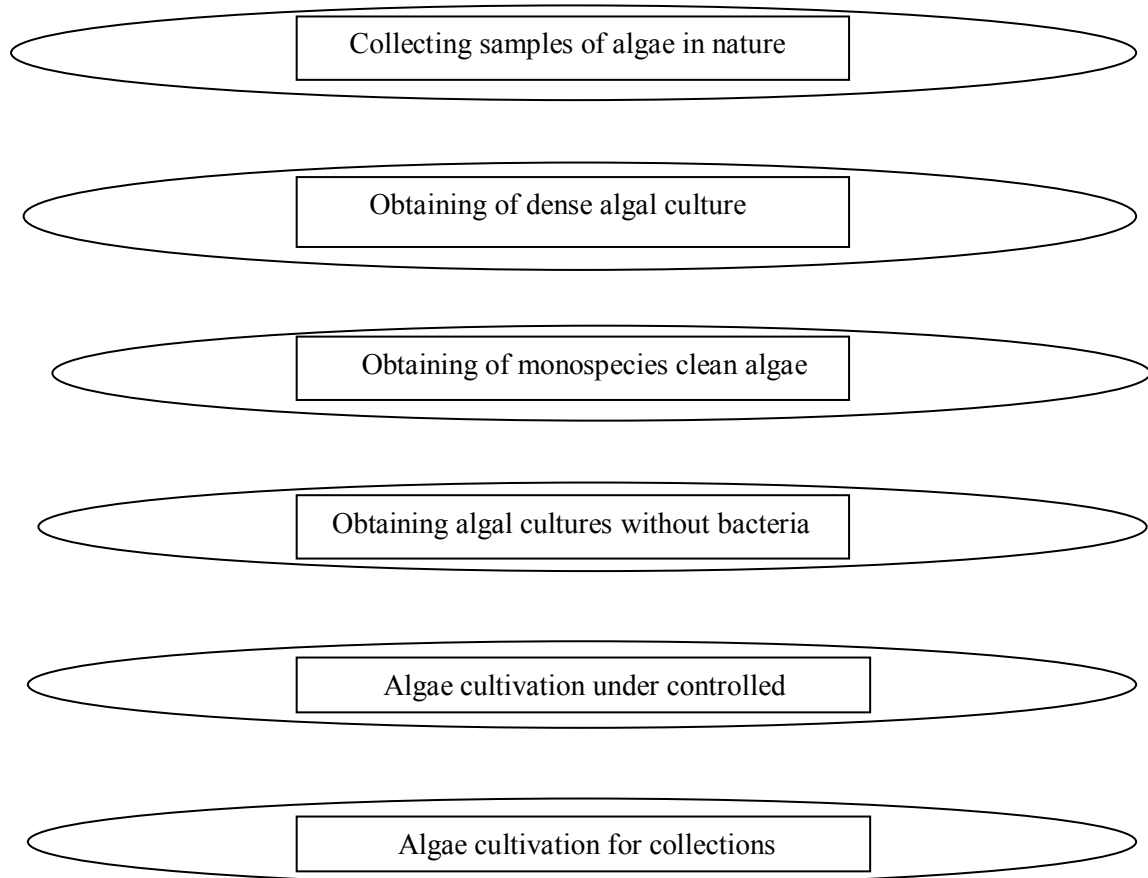 Collecting samples of algae in nature
Obtaining of dense algal culture
Obtaining of monospecies clean algae
Obtaining algal cultures without bacteria
Algae cultivation under controlled
Algae cultivation for collections